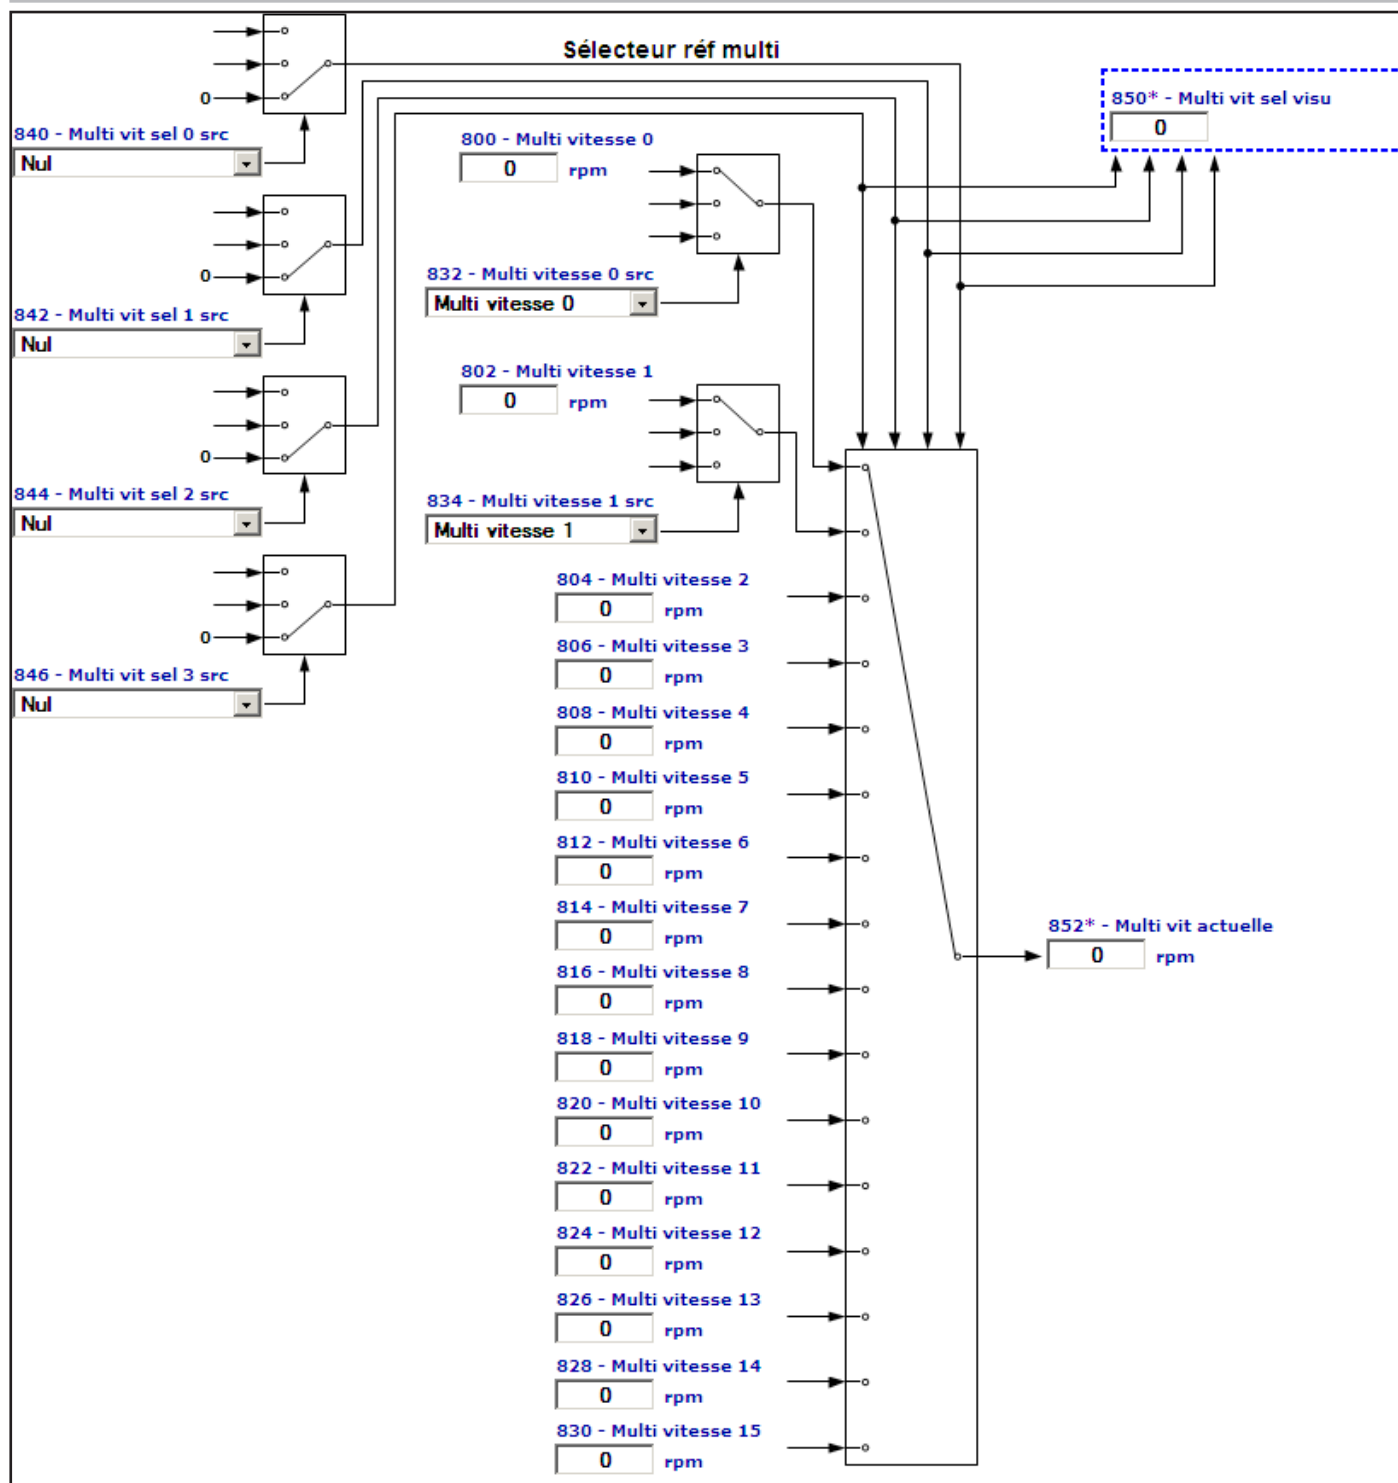 Sélecteur réf multi
0
840 - Multi vit sel 0 src
Nul
0
842 - Multi vit sel 1 src
Nul
0
844 - Multi vit sel 2 src
Nul
0
846 - Multi vit sel 3 src
Nul
800 - Multi vitesse 0
0 rpm
832 - Multi vitesse 0 src
Multi vitesse 0
802 - Multi vitesse 1
0 rpm
834 - Multi vitesse 1 src
Multi vitesse 1
804 - Multi vitesse 2
0 rpm
806 - Multi vitesse 3
0 rpm
808 - Multi vitesse 4
0 rpm
810 - Multi vitesse 5
0 rpm
812 - Multi vitesse 6
0 rpm
814 - Multi vitesse 7
0 rpm
816 - Multi vitesse 8
0 rpm
818 - Multi vitesse 9
0 rpm
820 - Multi vitesse 10
0 rpm
822 - Multi vitesse 11
0 rpm
824 - Multi vitesse 12
0 rpm
826 - Multi vitesse 13
0 rpm
828 - Multi vitesse 14
0 rpm
830 - Multi vitesse 15
0 rpm
850* - Multi vit sel visu
0
852* - Multi vit actuelle
0 rpm